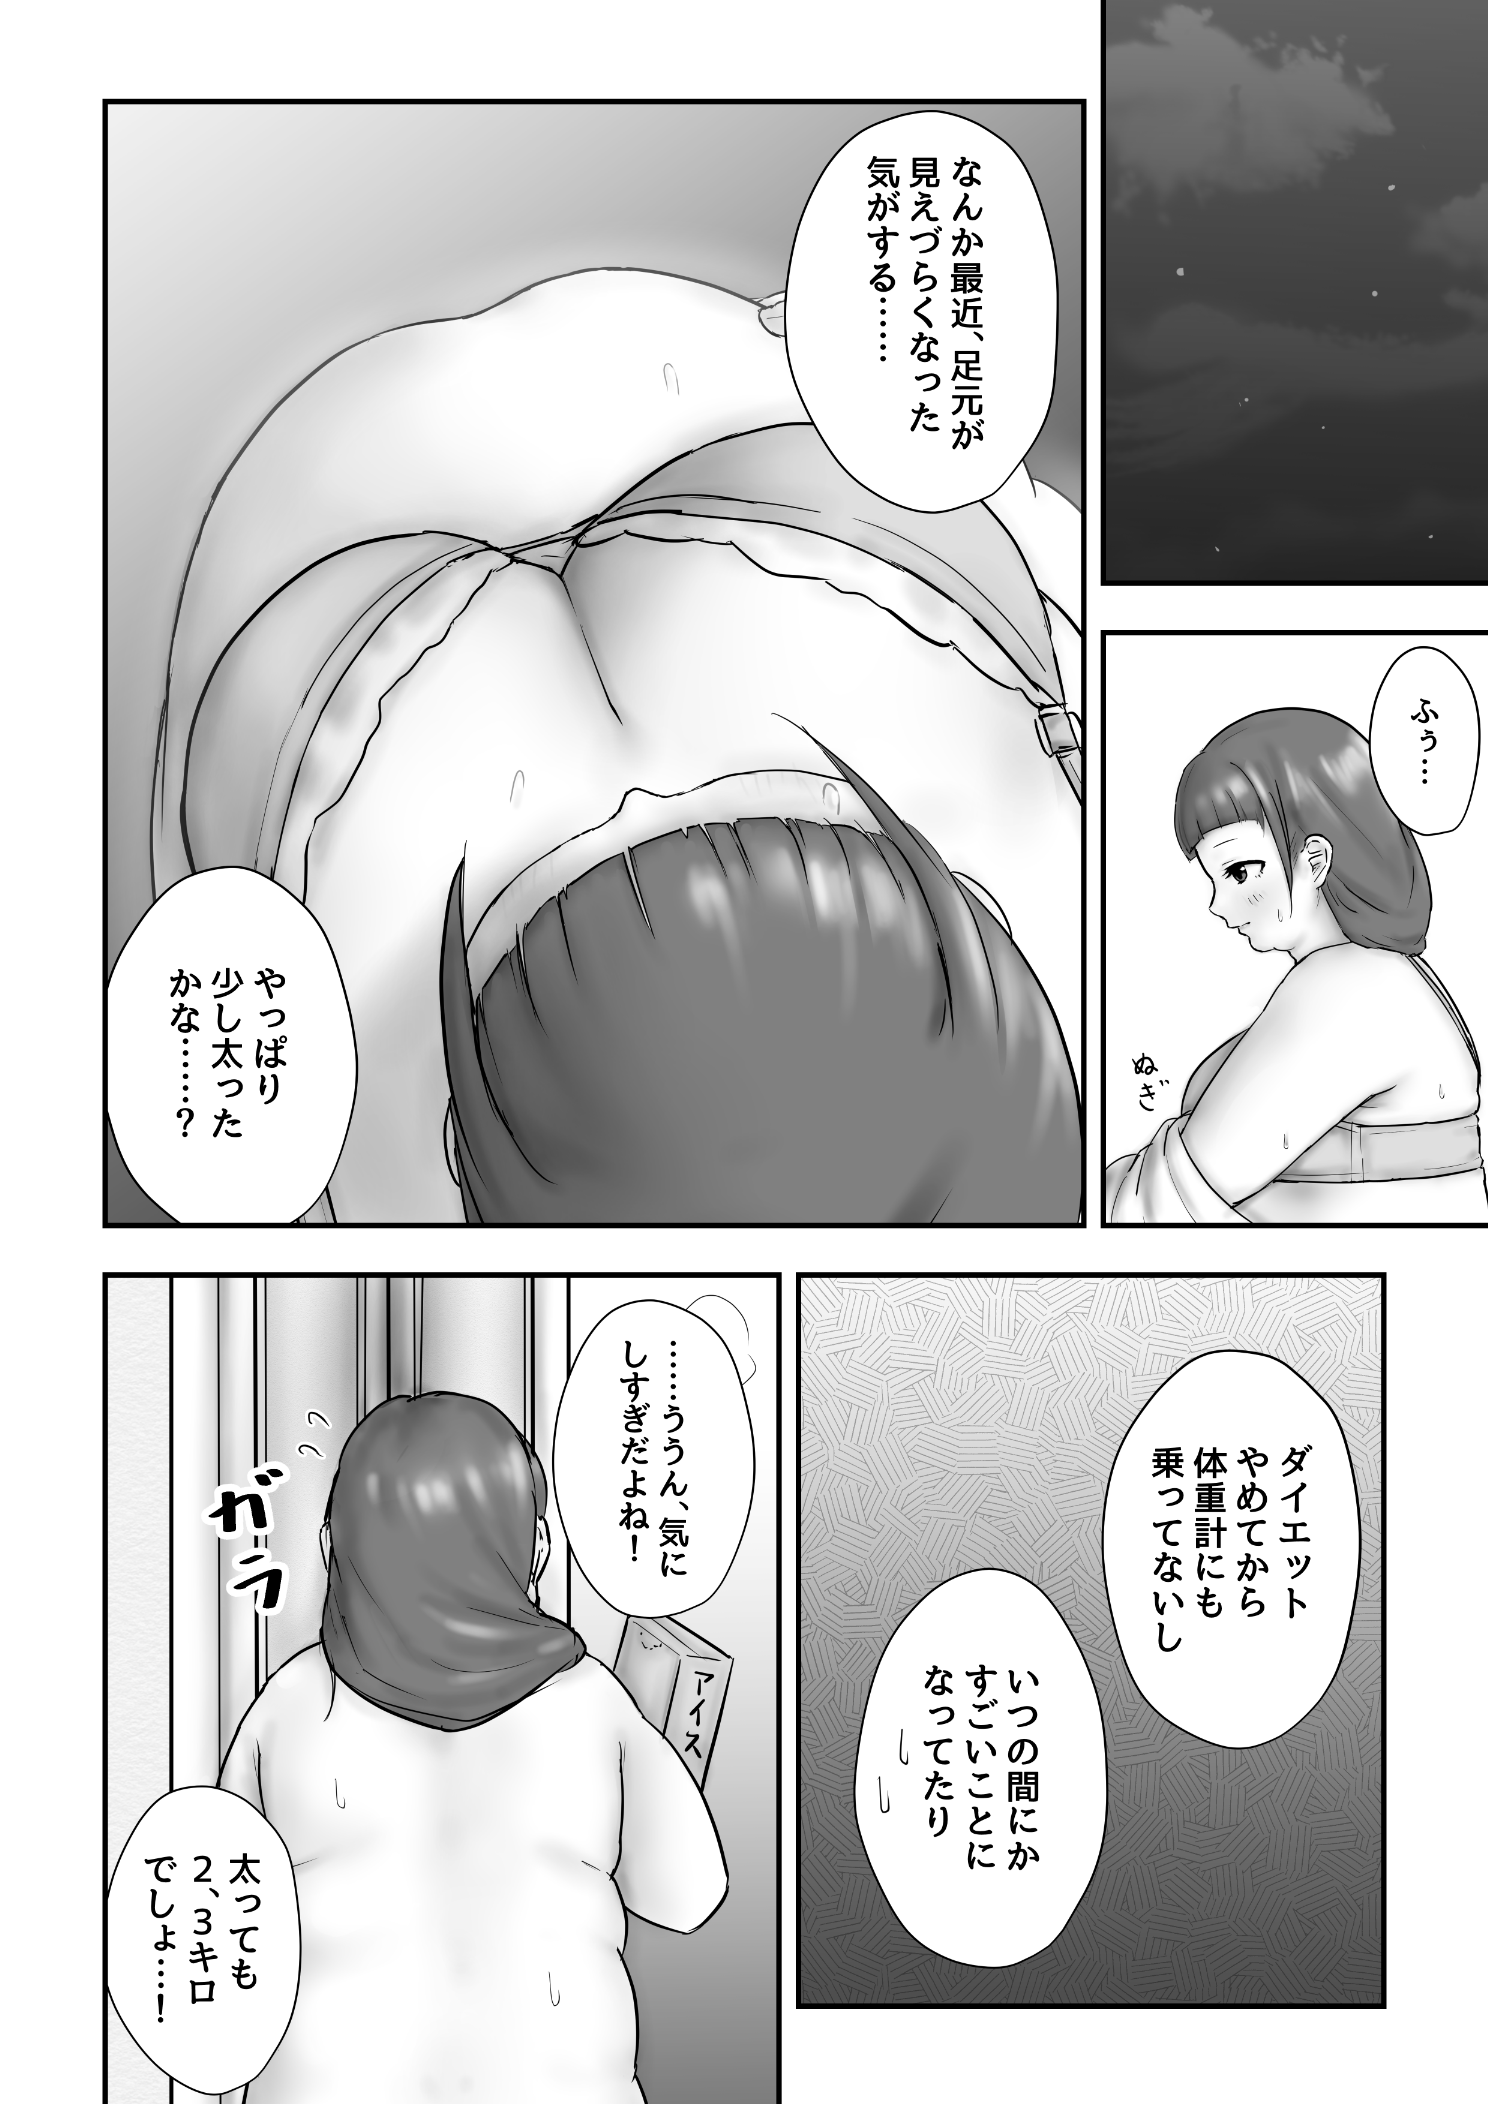 ふぅ…
ぬぎ゛
なんか最近、足元が
見えづらくなった
気がする……
やっぱり
少し太った
かな……？
ダイエット
やめてから
体重計にも
乗ってないし
いつの間にか
すごいことに
なってたり
……ううん、気に
しすぎだよね！
アイス
ガラ
太っても
２、３キロ
でしょ…！